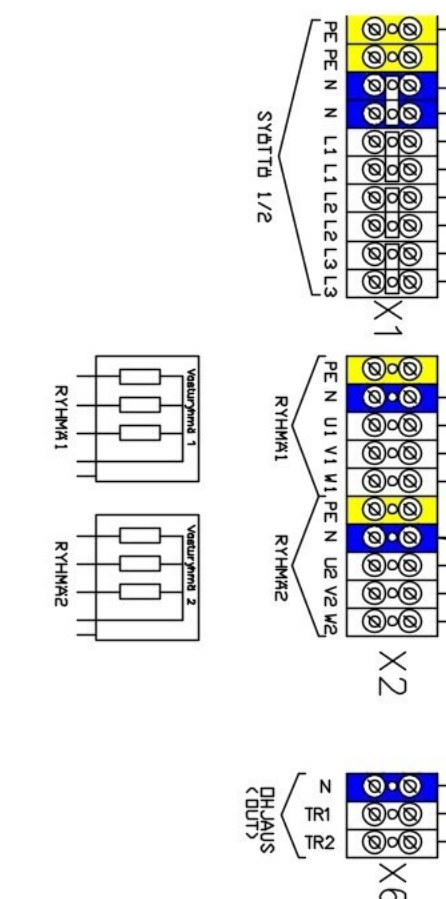 SYÖTTÖ 1/2
PE
PE
N
N
L1
L1
L2
L2
L3
L3
X1
RYHMÄ1
Vastusryhmä 1
RYHMÄ1
PE
N
U1
V1
W1
RYHMÄ2
Vastusryhmä 2
RYHMÄ2
PE
N
U2
V2
W2
X2
OHJAUS
<OUT>
N
TR1
TR2
X6